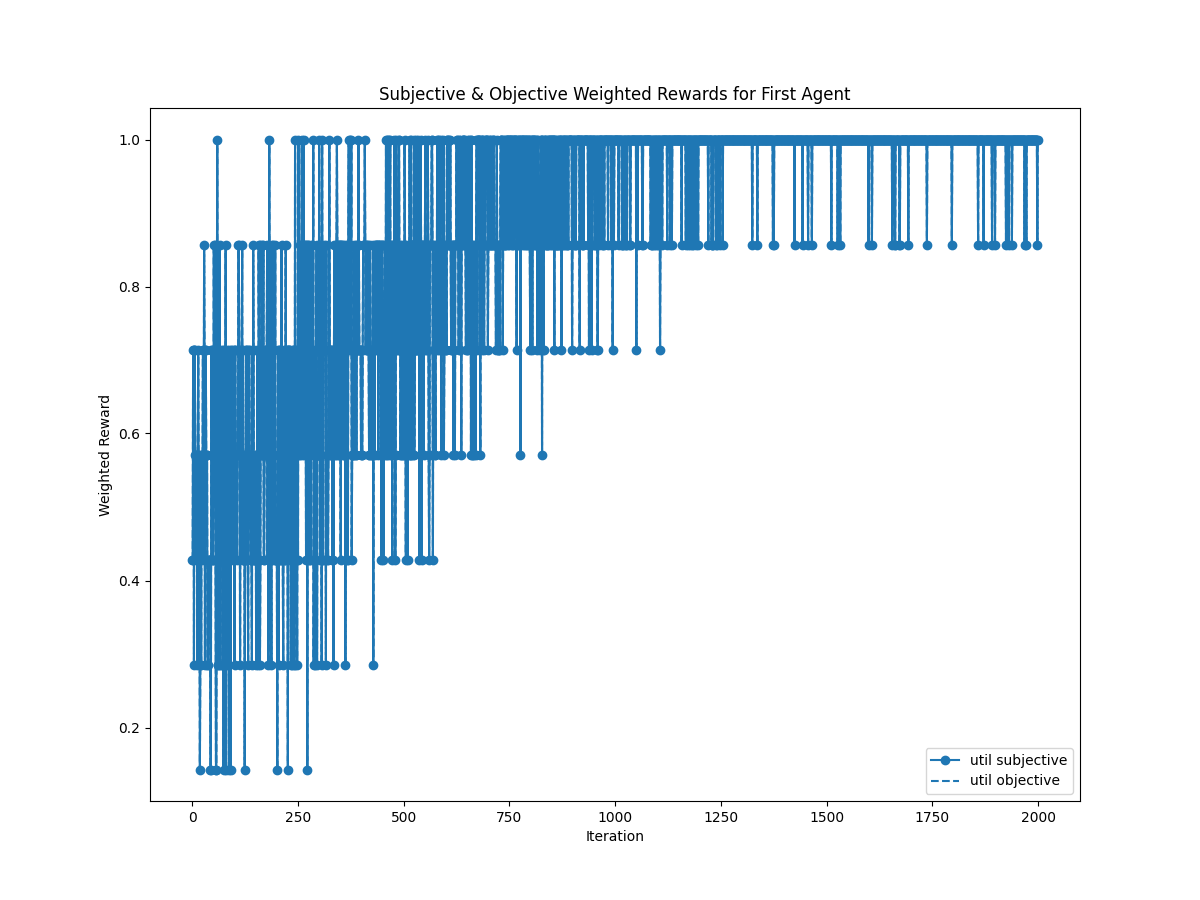 Subjective & Objective Weighted Rewards for First Agent
1.0
0.8
0.6
0.4
0.2
Weighted Reward
0 250 500 750 1000 1250 1500 1750 2000
Iteration
util subjective
util objective